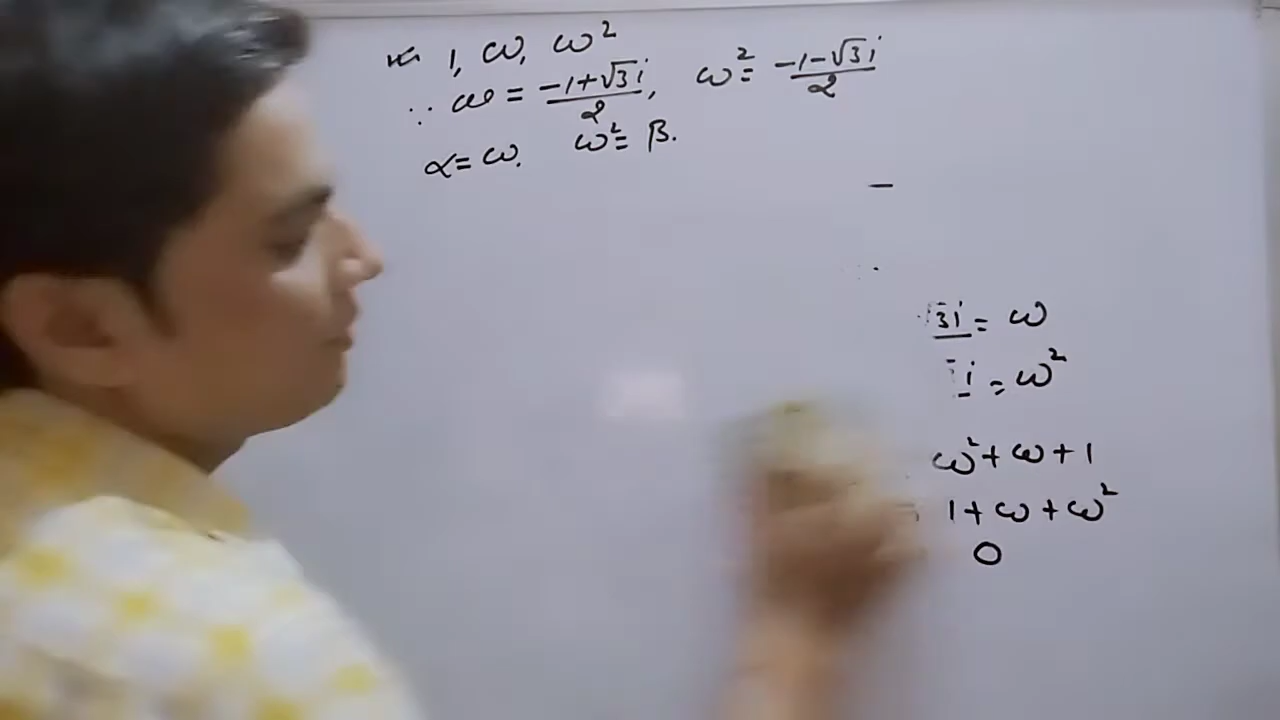 1, ω, ω²
∵ ω = -1+√3i/2, ω² = -1-√3i/2
α = ω. ω² = β.
√3i = ω
i = ω²
ω² + ω + 1
= 1 + ω + ω²
0